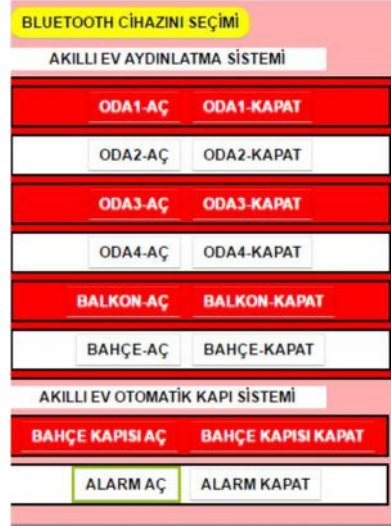 BLUETOOTH CİHAZINI SEÇİMİ
AKILLI EV AYDINLATMA SİSTEMİ
ODA1-AÇ ODA1-KAPAT
ODA2-AÇ ODA2-KAPAT
ODA3-AÇ ODA3-KAPAT
ODA4-AÇ ODA4-KAPAT
BALKON-AÇ BALKON-KAPAT
BAHÇE-AÇ BAHÇE-KAPAT
AKILLI EV OTOMATİK KAPI SİSTEMİ
BAHÇE KAPISI AÇ BAHÇE KAPISI KAPAT
ALARM AÇ ALARM KAPAT